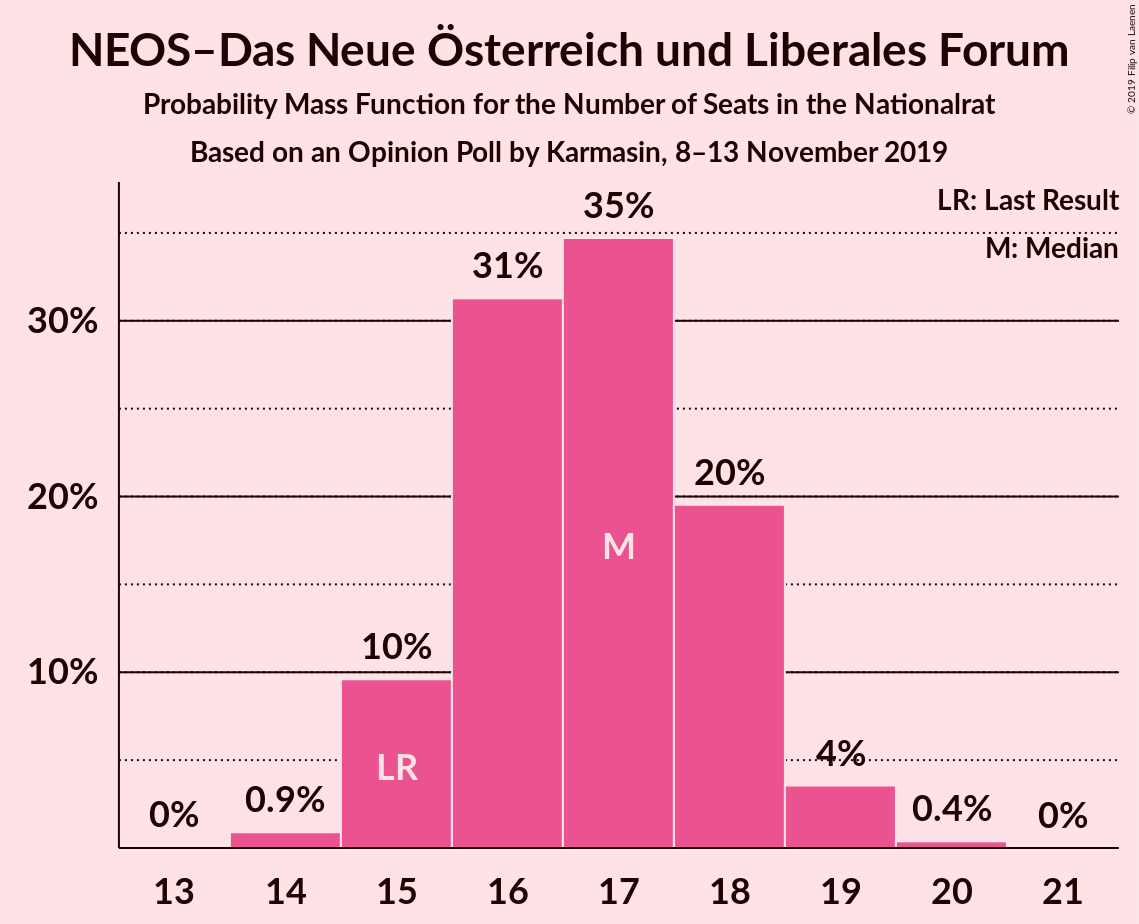 NEOS–Das Neue Österreich und Liberales Forum
Probability Mass Function for the Number of Seats in the Nationalrat
Based on an Opinion Poll by Karmasin, 8–13 November 2019
© 2019 Filip van Laenen
LR: Last Result
M: Median
35%
31%
30%
20%
20%
M
10%
10%
LR
4%
0.9%
0.4%
0%
0%
13 14 15 16 17 18 19 20 21